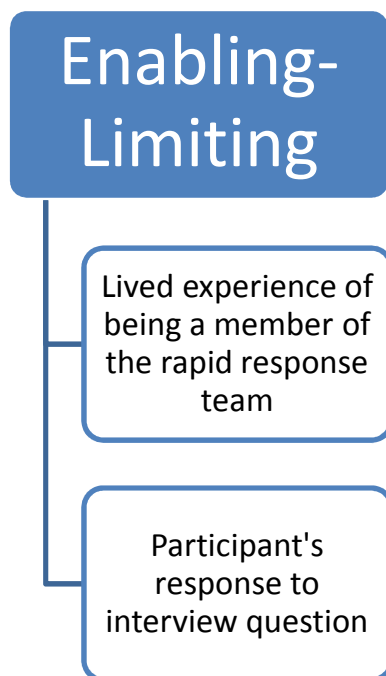 Enabling-
Limiting
Lived experience of
being a member of
the rapid response
team
Participant's
response to
interview question